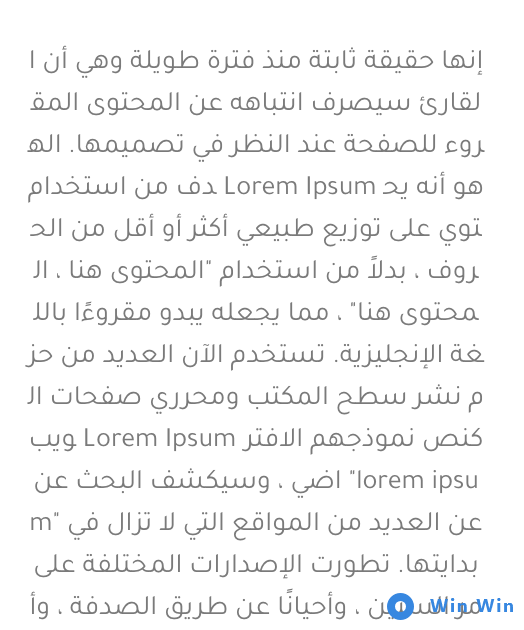 إنها حقيقة ثابتة منذ فترة طويلة وهي أن ا
لقارئ سيصرف انتباهه عن المحتوى المق
روء للصفحة عند النظر في تصميمها. اله
دف من استخدام Lorem Ipsum هو أنه يح
توي على توزيع طبيعي أكثر أو أقل من الح
روف ، بدلاً من استخدام "المحتوى هنا ، ال
محتوى هنا" ، مما يجعله يبدو مقروءًا بالل
غة الإنجليزية. تستخدم الآن العديد من حز
م نشر سطح المكتب ومحرري صفحات ال
ويب Lorem Ipsum كنص نموذجهم الافتر
اضي ، وسيكشف البحث عن "lorem ipsu
m" عن العديد من المواقع التي لا تزال في
بدايتها. تطورت الإصدارات المختلفة على
مر السنين ، وأحيانًا عن طريق الصدفة ، وأ
Win Win